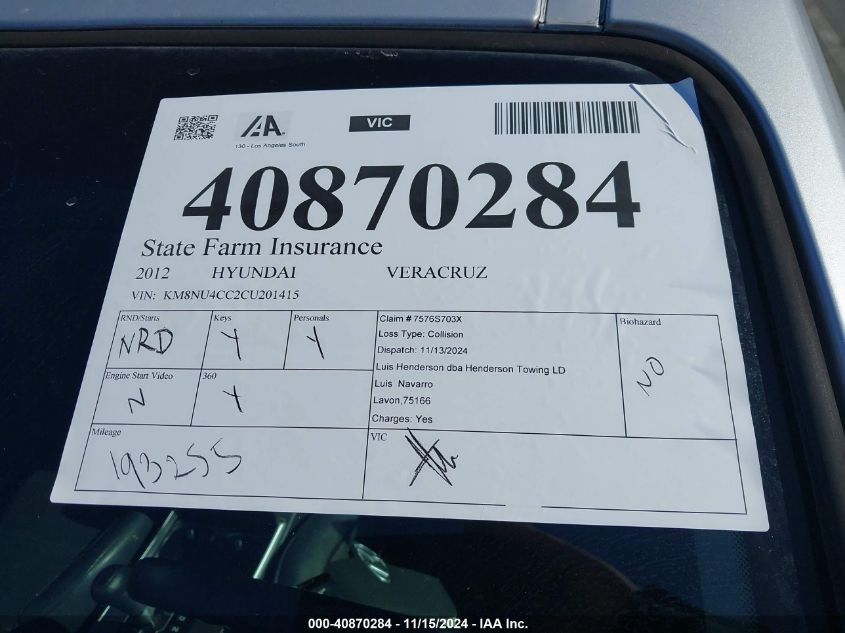 IAA
130 - Los Angeles South
VIC
40870284
State Farm Insurance
2012 HYUNDAI VERACRUZ
VIN: KM8NU4CC2CU201415
RND/Starts Keys Personals
NRD Y Y
Claim # 7576S703X
Loss Type: Collision
Dispatch: 11/13/2024
Luis Henderson dba Henderson Towing LD
Luis Navarro
Lavon,75166
Charges: Yes
Biohazard
NO
Engine Start Video 360
N Y
Mileage
193255
VIC
000-40870284 - 11/15/2024 - IAA Inc.